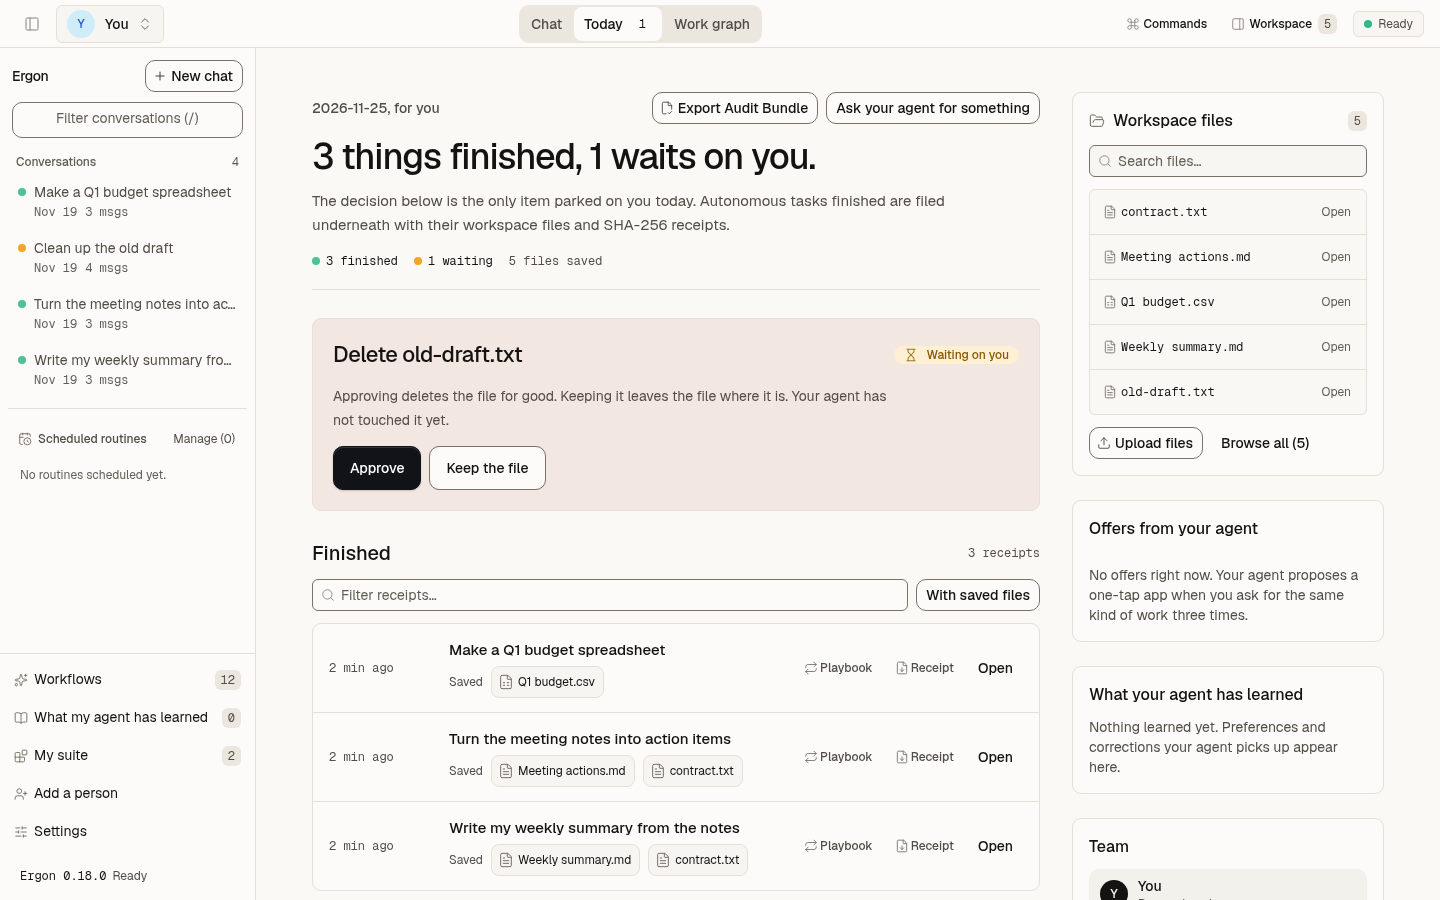 Y You
Chat Today 1 Work graph
Commands Workspace 5 Ready
Ergon New chat
Filter conversations (/)
Conversations 4
Make a Q1 budget spreadsheet
Nov 19 3 msgs
Clean up the old draft
Nov 19 4 msgs
Turn the meeting notes into ac…
Nov 19 3 msgs
Write my weekly summary fro…
Nov 19 3 msgs
Scheduled routines Manage (0)
No routines scheduled yet.
Workflows 12
What my agent has learned 0
My suite 2
Add a person
Settings
Ergon 0.18.0 Ready
2026-11-25, for you
Export Audit Bundle Ask your agent for something
3 things finished, 1 waits on you.
The decision below is the only item parked on you today. Autonomous tasks finished are filed
underneath with their workspace files and SHA-256 receipts.
3 finished 1 waiting 5 files saved
Delete old-draft.txt Waiting on you
Approving deletes the file for good. Keeping it leaves the file where it is. Your agent has
not touched it yet.
Approve Keep the file
Finished 3 receipts
Filter receipts… With saved files
Make a Q1 budget spreadsheet
2 min ago Saved Q1 budget.csv Playbook Receipt Open
Turn the meeting notes into action items
2 min ago Saved Meeting actions.md contract.txt Playbook Receipt Open
Write my weekly summary from the notes
2 min ago Saved Weekly summary.md contract.txt Playbook Receipt Open
Workspace files 5
Search files…
contract.txt Open
Meeting actions.md Open
Q1 budget.csv Open
Weekly summary.md Open
old-draft.txt Open
Upload files Browse all (5)
Offers from your agent
No offers right now. Your agent proposes a
one-tap app when you ask for the same
kind of work three times.
What your agent has learned
Nothing learned yet. Preferences and
corrections your agent picks up appear
here.
Team
Y You